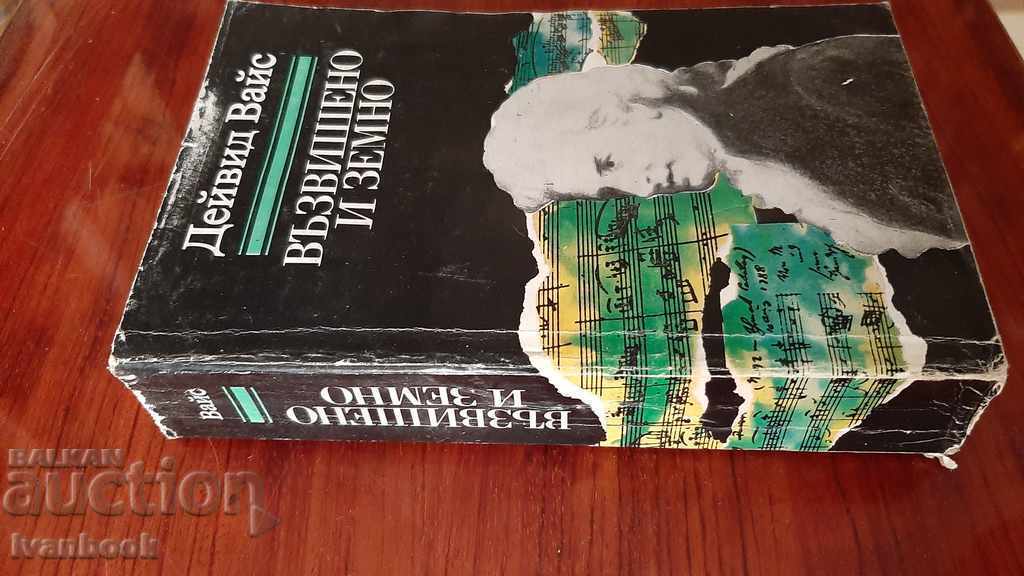 Дейвид Вайс
ВЪЗВИШЕНО
И ЗЕМНО
Вайс
ВЪЗВИШЕНО
И ЗЕМНО
BALKAN
auction
Ivanbook